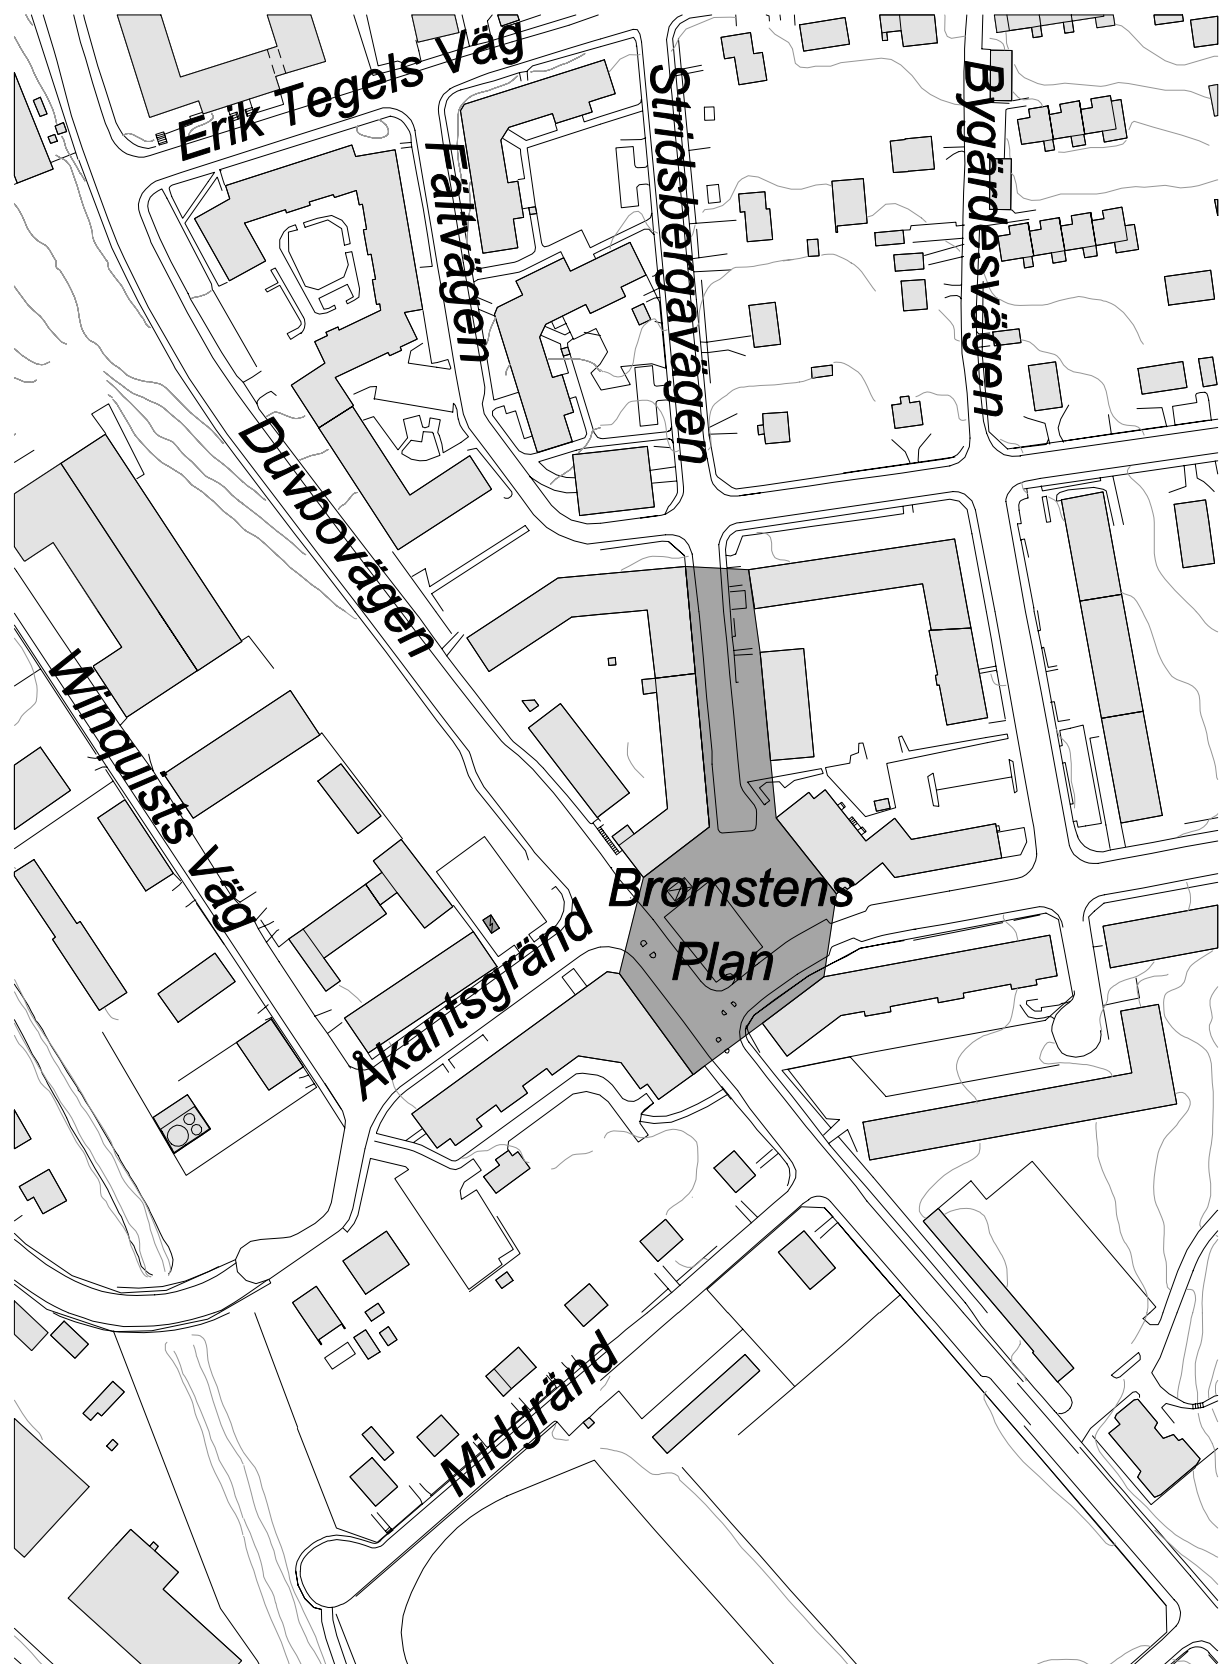 Erik Tegels Väg
Fältvägen
Stridsbergavägen
Bygärdesvägen
Duvbovägen
Winquists Väg
Bromstens
Plan
Åkantsgränd
Midgränd